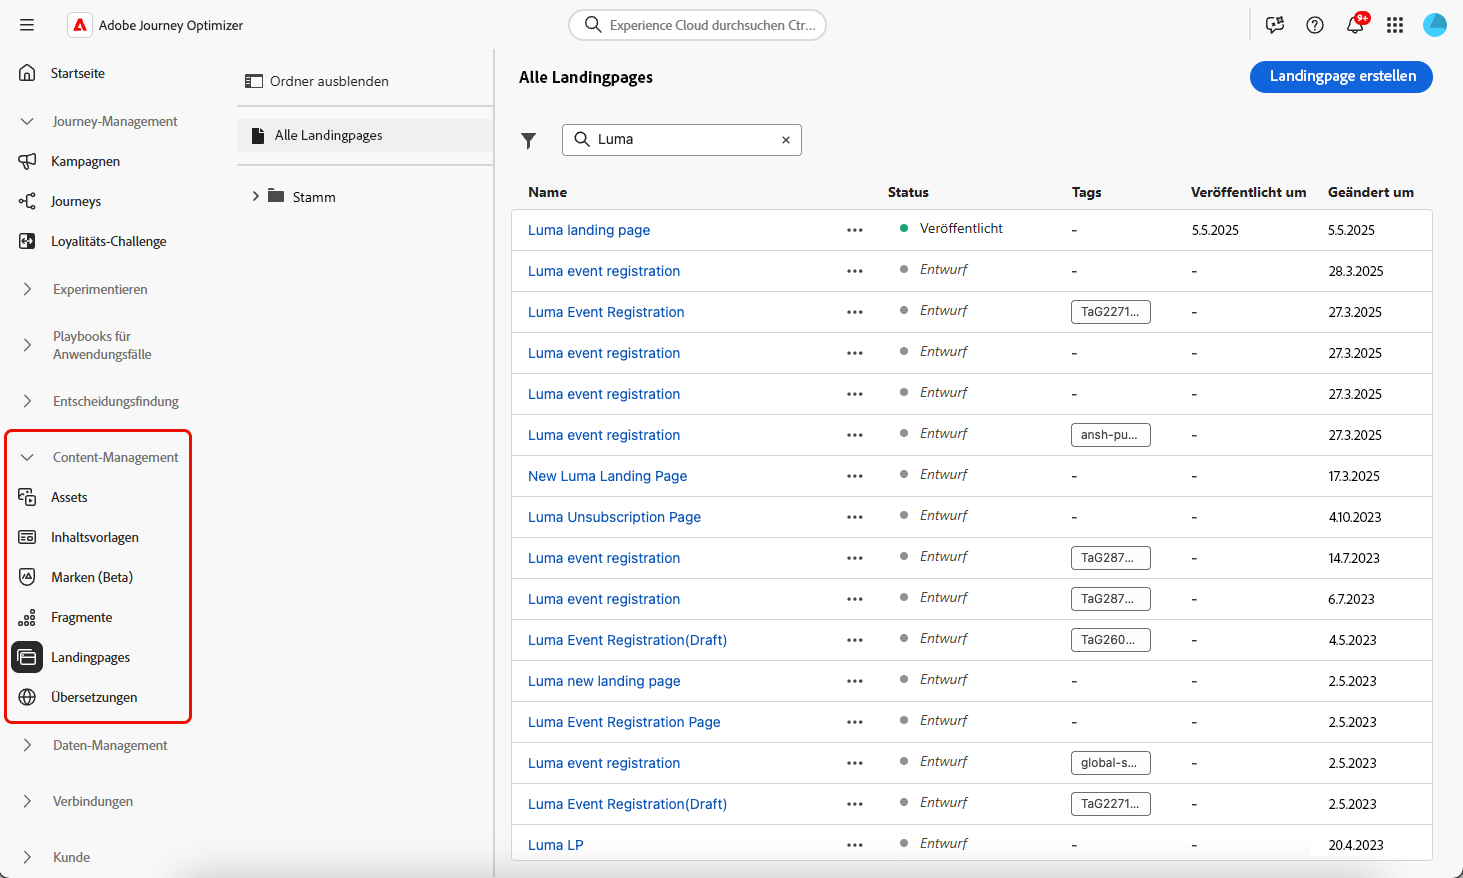 Adobe Journey Optimizer
Experience Cloud durchsuchen Ctr...
9+
Startseite
Journey-Management
Kampagnen
Journeys
Loyalitäts-Challenge
Experimentieren
Playbooks für
Anwendungsfälle
Entscheidungsfindung
Content-Management
Assets
Inhaltsvorlagen
Marken (Beta)
Fragmente
Landingpages
Übersetzungen
Daten-Management
Verbindungen
Kunde
Ordner ausblenden
Alle Landingpages
Stamm
Alle Landingpages
Landingpage erstellen
Luma
Name Status Tags Veröffentlicht um Geändert um
Luma landing page ••• Veröffentlicht - 5.5.2025 5.5.2025
Luma event registration ••• Entwurf - - 28.3.2025
Luma Event Registration ••• Entwurf TaG2271... - 27.3.2025
Luma event registration ••• Entwurf - - 27.3.2025
Luma event registration ••• Entwurf - - 27.3.2025
Luma event registration ••• Entwurf ansh-pu... - 27.3.2025
New Luma Landing Page ••• Entwurf - - 17.3.2025
Luma Unsubscription Page ••• Entwurf - - 4.10.2023
Luma event registration ••• Entwurf TaG287... - 14.7.2023
Luma event registration ••• Entwurf TaG287... - 6.7.2023
Luma Event Registration(Draft) ••• Entwurf TaG260... - 4.5.2023
Luma new landing page ••• Entwurf - - 2.5.2023
Luma Event Registration Page ••• Entwurf - - 2.5.2023
Luma event registration ••• Entwurf global-s... - 2.5.2023
Luma Event Registration(Draft) ••• Entwurf TaG2271... - 2.5.2023
Luma LP ••• Entwurf - - 20.4.2023